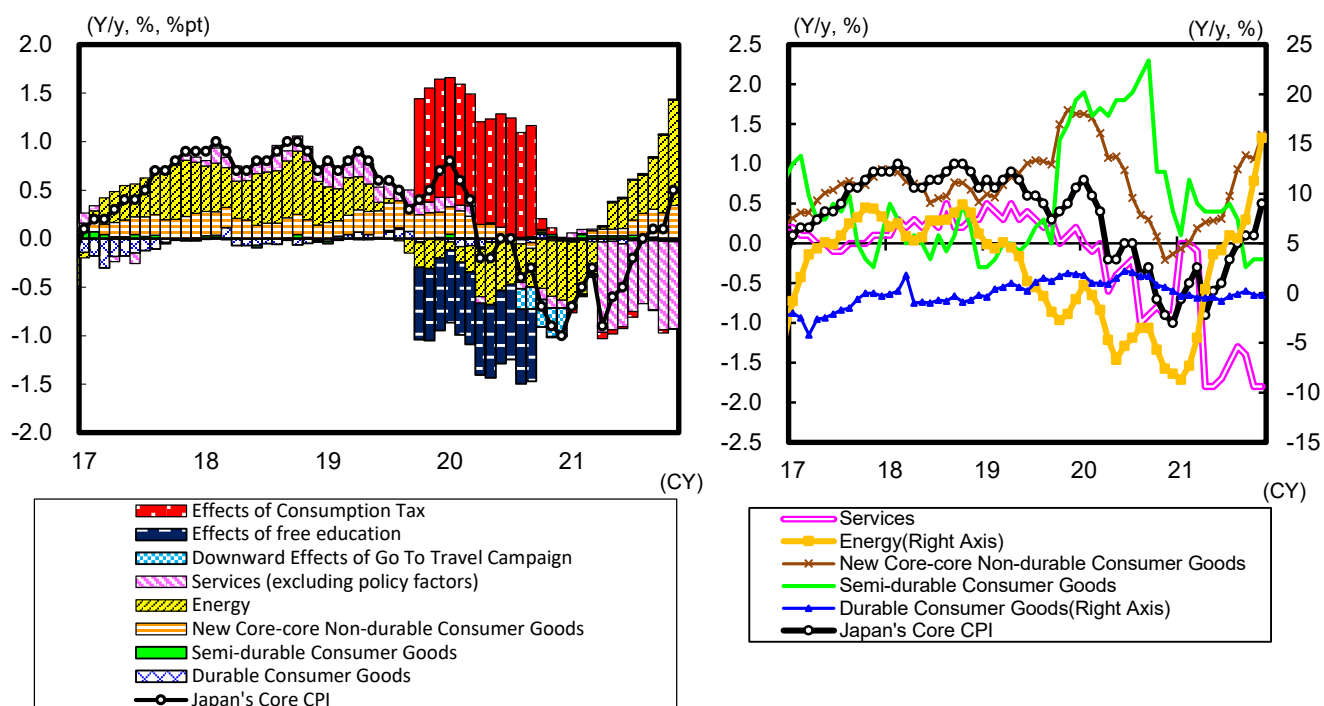 (Y/y, %, %pt)
2.0
1.5
1.0
0.5
0.0
-0.5
-1.0
-1.5
-2.0
17 18 19 20 21
(CY)
Effects of Consumption Tax
Effects of free education
Downward Effects of Go To Travel Campaign
Services (excluding policy factors)
Energy
New Core-core Non-durable Consumer Goods
Semi-durable Consumer Goods
Durable Consumer Goods
Japan's Core CPI
(Y/y, %)
(Y/y, %)
2.5 25
2.0 20
1.5 15
1.0 10
0.5 5
0.0 0
-0.5 -5
-1.0 -10
-1.5 -15
-2.0
-2.5
17 18 19 20 21
(CY)
Services
Energy(Right Axis)
New Core-core Non-durable Consumer Goods
Semi-durable Consumer Goods
Durable Consumer Goods(Right Axis)
Japan's Core CPI